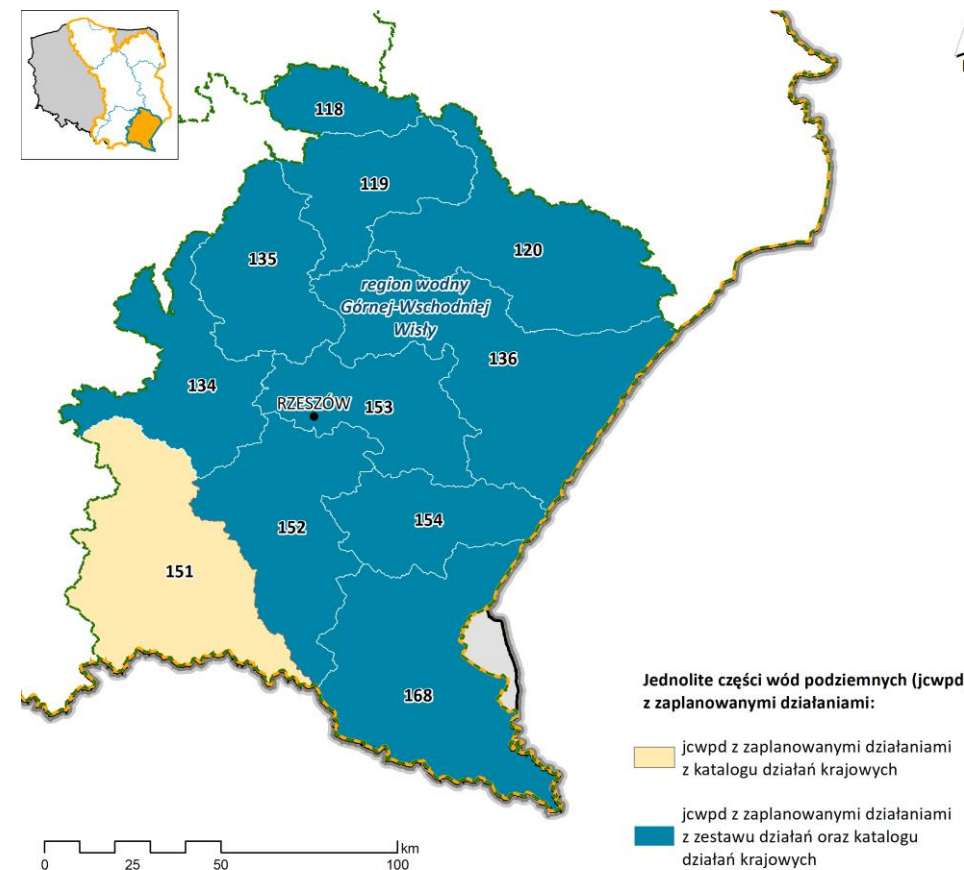 118
119
120
135
region wodny
Górnej-Wschodniej
Wisły
136
134
RZESZÓW
153
152
154
151
168
Jednolite części wód podziemnych (jcwpd
z zaplanowanymi działaniami:
jcwpd z zaplanowanymi działaniami
z katalogu działań krajowych
jcwpd z zaplanowanymi działaniami
z zestawu działań oraz katalogu
działań krajowych
km
0 25 50 100